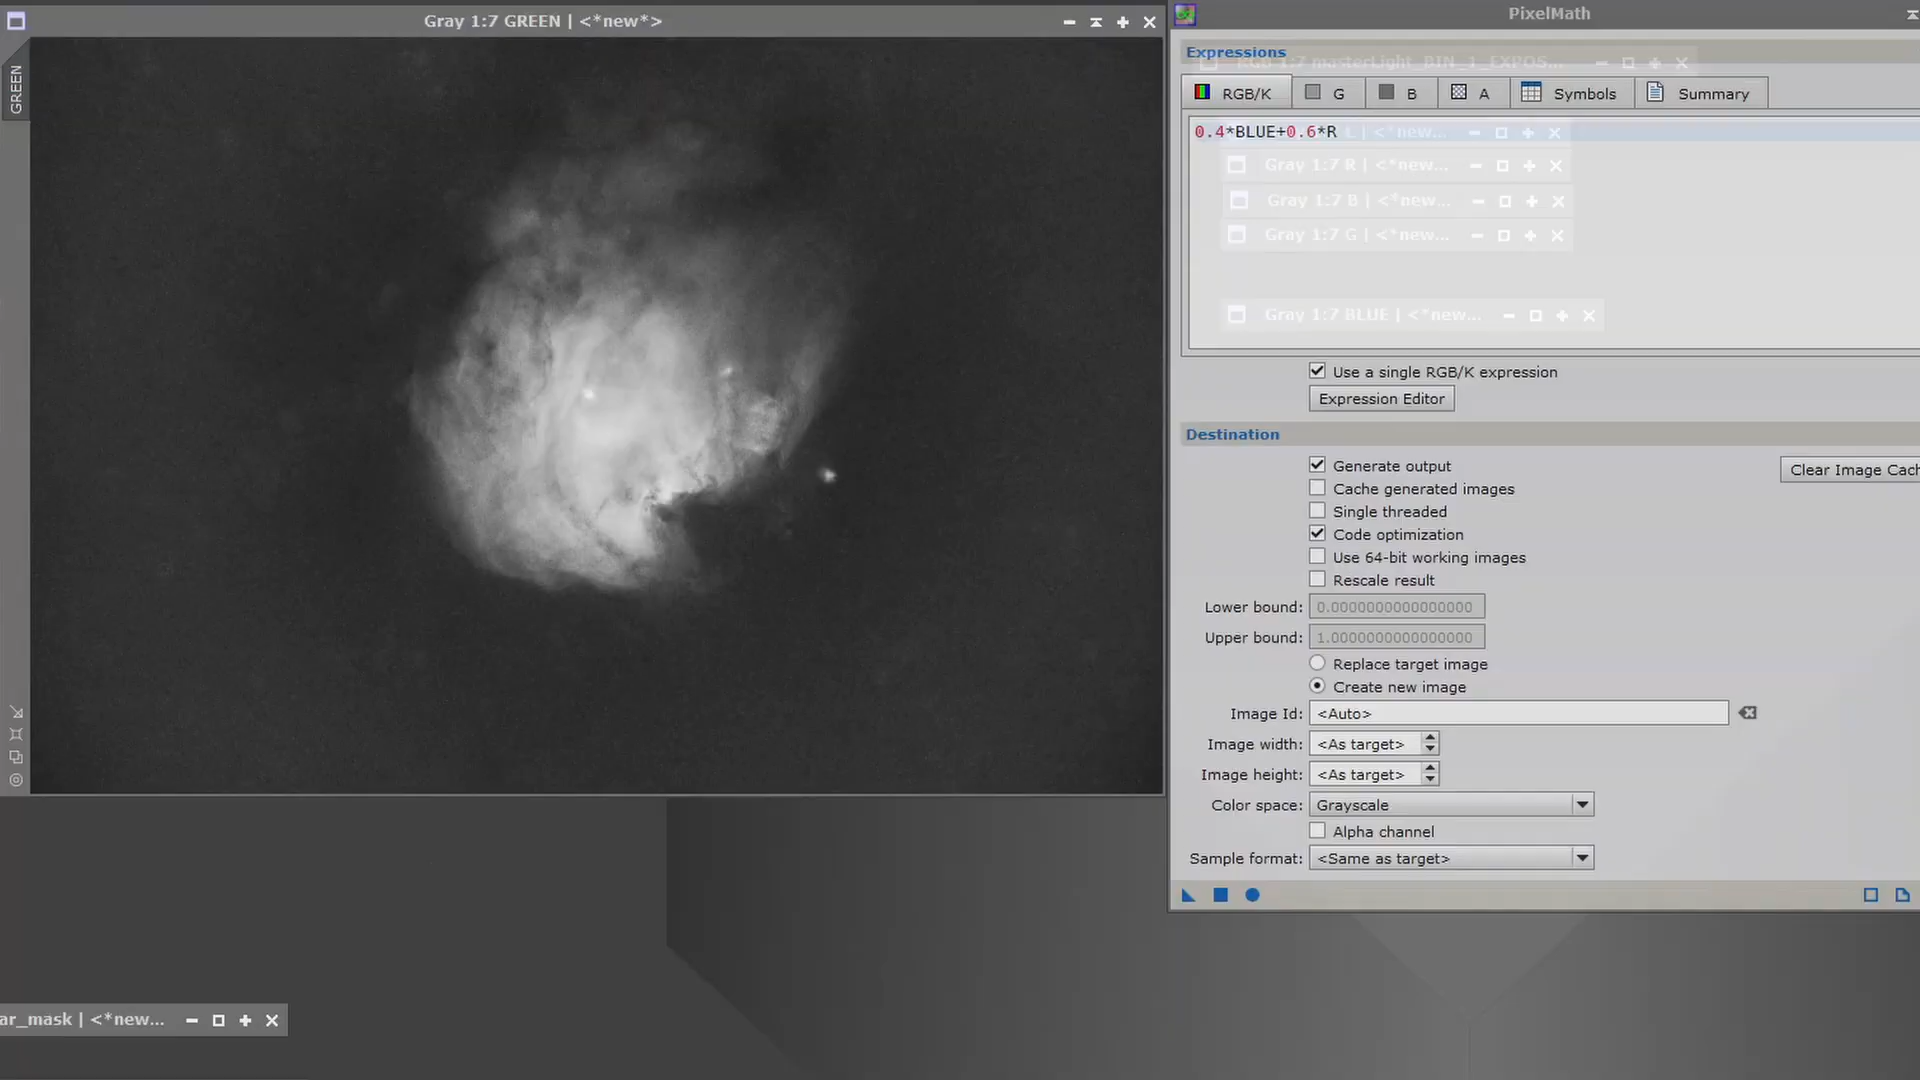 Gray 1:7 GREEN | <*new*>
GREEN
PixelMath
Expressions
RGB 1:7 masterLight_BIN_1_EXPOS...
RGB/K
G
B
A
Symbols
Summary
0.4*BLUE+0.6*R
L | <*new...
Gray 1:7 R | <*new...
Gray 1:7 B | <*new...
Gray 1:7 G | <*new...
Gray 1:7 BLUE | <*new...
Use a single RGB/K expression
Expression Editor
Destination
Generate output
Clear Image Cach
Cache generated images
Single threaded
Code optimization
Use 64-bit working images
Rescale result
Lower bound: 0.0000000000000000
Upper bound: 1.0000000000000000
Replace target image
Create new image
Image Id: <Auto>
Image width: <As target>
Image height: <As target>
Color space: Grayscale
Alpha channel
Sample format: <Same as target>
ar_mask | <*new...